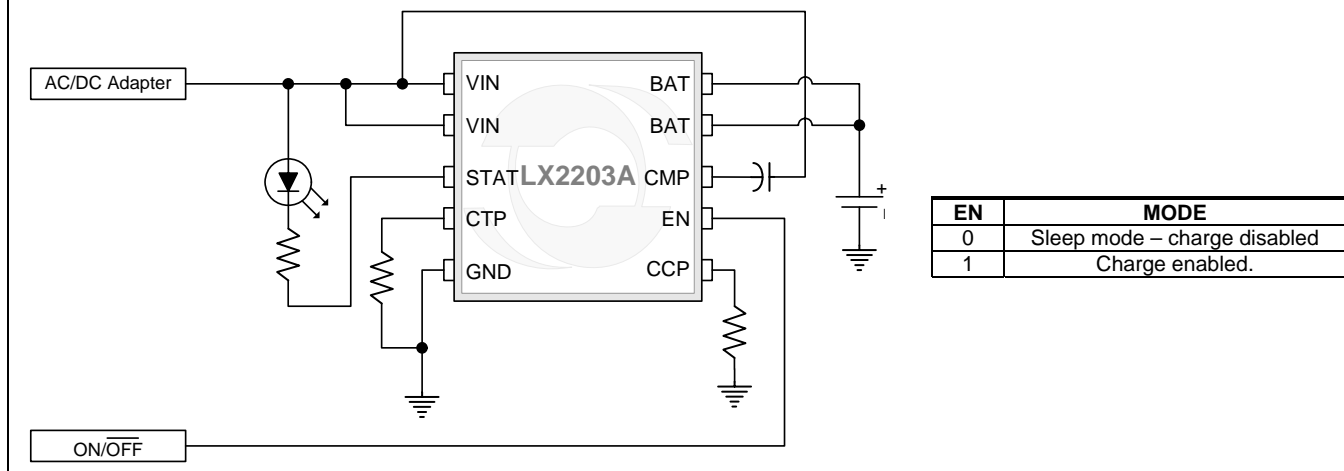 AC/DC Adapter
VIN
VIN
STAT
CTP
GND
LX2203A
BAT
BAT
CMP
EN
CCP
+
ON/OFF
EN MODE
0 Sleep mode – charge disabled
1 Charge enabled.